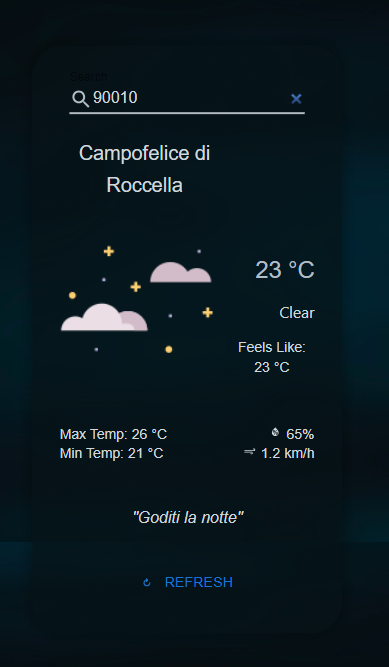 Search
90010
Campofelice di
Roccella
23 °C
Clear
Feels Like:
23 °C
Max Temp: 26 °C
65%
Min Temp: 21 °C
1.2 km/h
"Goditi la notte"
REFRESH